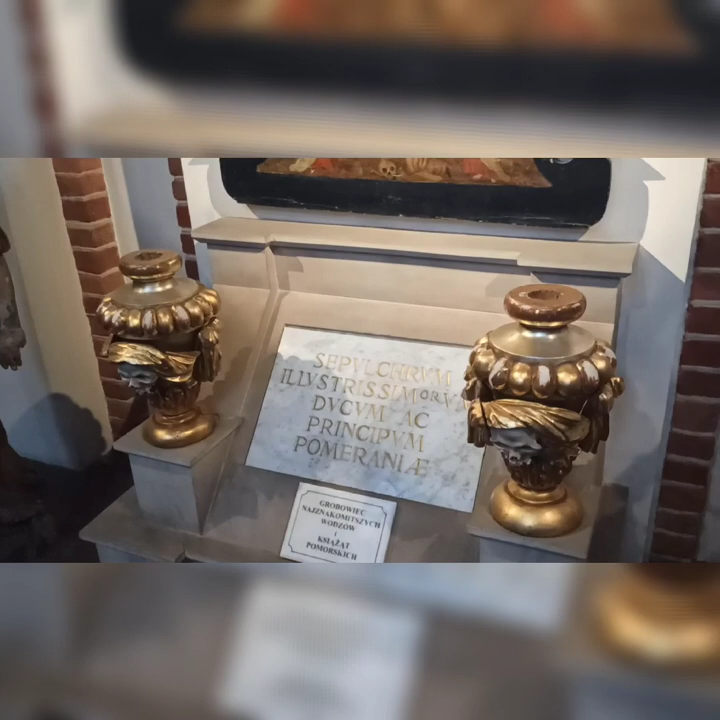 SEPVLCHRVM
ILLVSTRISSIMORVM
DVCVM AC
PRINCIPVM
POMERANIÆ
GROBOWIEC
NAJZNAKOMITSZYCH
WODZÓW
I
KSIĄŻĄT
POMORSKICH